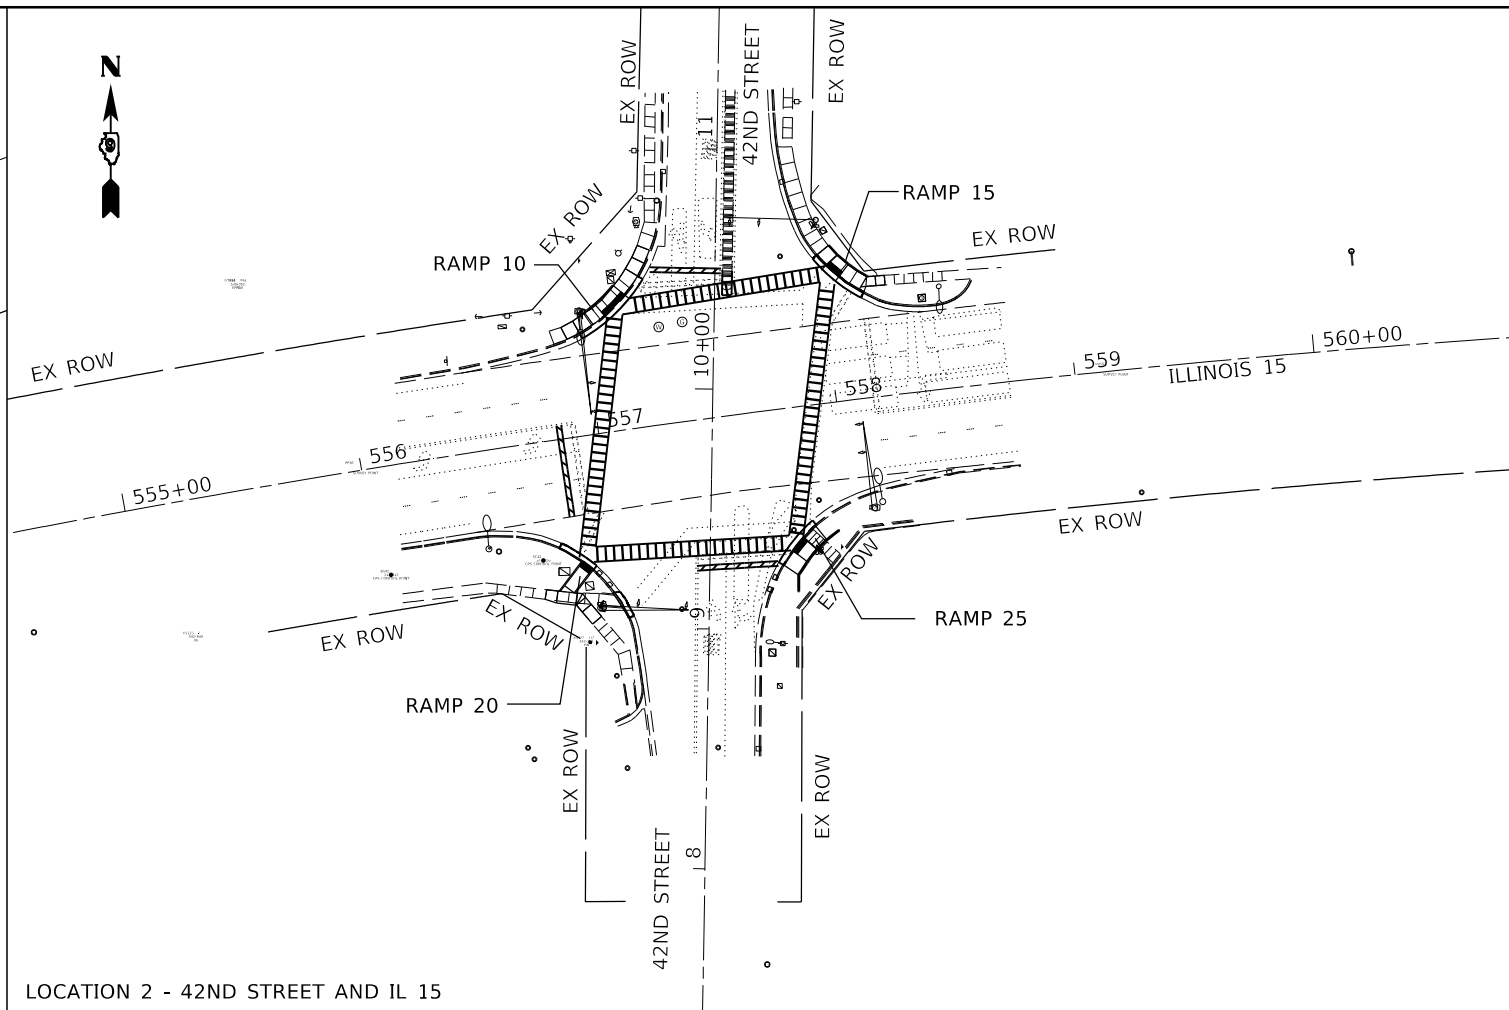 N
EX ROW
42ND STREET
EX ROW
11
EX ROW
RAMP 15
RAMP 10
EX ROW
W
G
10+00
EX ROW
560+00
559
ILLINOIS 15
558
557
556
555+00
EX ROW
EX ROW
EX ROW
EX ROW
9
RAMP 25
RAMP 20
EX ROW
EX ROW
8
42ND STREET
LOCATION 2 - 42ND STREET AND IL 15